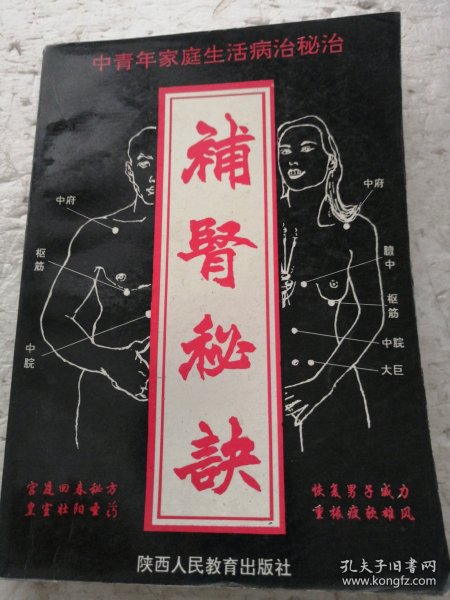 中青年家庭生活病治秘治
補
腎
秘
訣
中府
枢筋
中脘
中府
膻中
枢筋
中脘
大巨
宫廷回春秘方
皇室壮阳圣药
恢复男子威力
重振疲软雄风
陕西人民教育出版社
孔夫子旧书网
www.kongfz.com